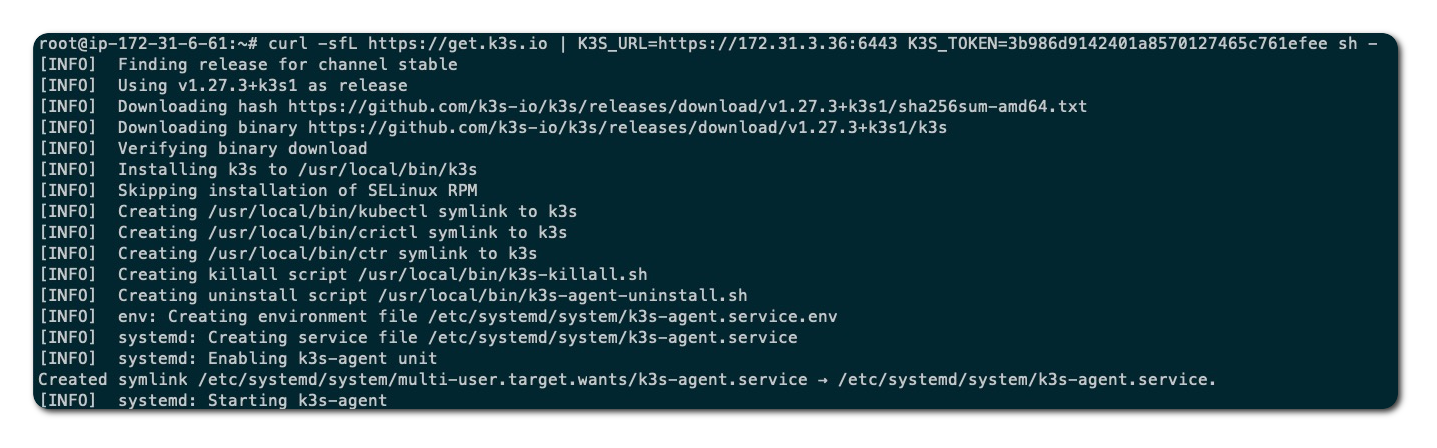 root@ip-172-31-6-61:~# curl -sfL https://get.k3s.io | K3S_URL=https://172.31.3.36:6443 K3S_TOKEN=3b986d9142401a8570127465c761efee sh -
[INFO]  Finding release for channel stable
[INFO]  Using v1.27.3+k3s1 as release
[INFO]  Downloading hash https://github.com/k3s-io/k3s/releases/download/v1.27.3+k3s1/sha256sum-amd64.txt
[INFO]  Downloading binary https://github.com/k3s-io/k3s/releases/download/v1.27.3+k3s1/k3s
[INFO]  Verifying binary download
[INFO]  Installing k3s to /usr/local/bin/k3s
[INFO]  Skipping installation of SELinux RPM
[INFO]  Creating /usr/local/bin/kubectl symlink to k3s
[INFO]  Creating /usr/local/bin/crictl symlink to k3s
[INFO]  Creating /usr/local/bin/ctr symlink to k3s
[INFO]  Creating killall script /usr/local/bin/k3s-killall.sh
[INFO]  Creating uninstall script /usr/local/bin/k3s-agent-uninstall.sh
[INFO]  env: Creating environment file /etc/systemd/system/k3s-agent.service.env
[INFO]  systemd: Creating service file /etc/systemd/system/k3s-agent.service
[INFO]  systemd: Enabling k3s-agent unit
Created symlink /etc/systemd/system/multi-user.target.wants/k3s-agent.service → /etc/systemd/system/k3s-agent.service.
[INFO]  systemd: Starting k3s-agent